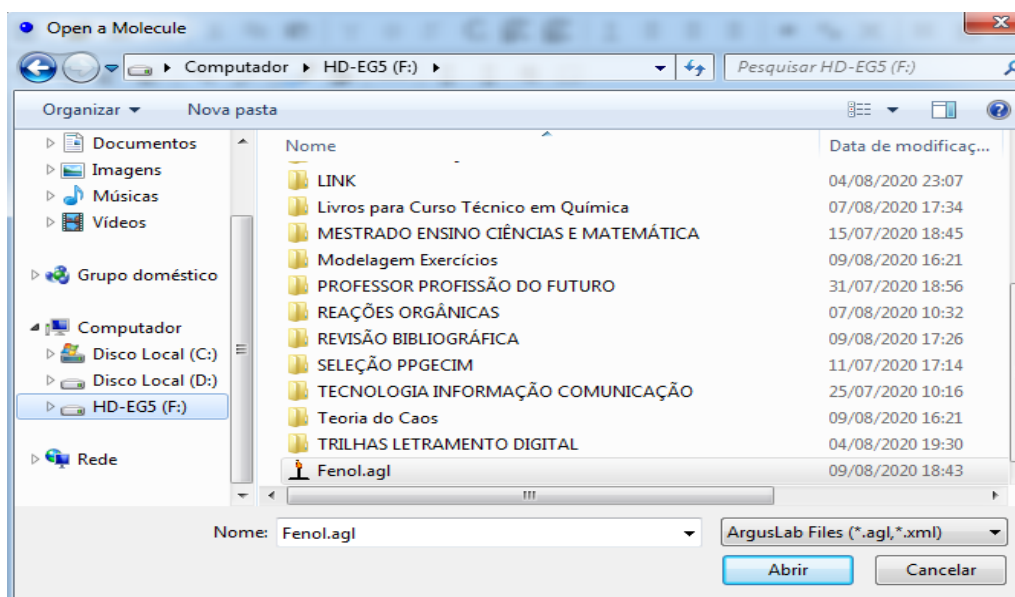 Open a Molecule
Computador HD-EG5 (F:) Pesquisar HD-EG5 (F:)
Organizar Nova pasta
Documentos
Imagens
Músicas
Vídeos
Grupo doméstico
Computador
Disco Local (C:)
Disco Local (D:)
HD-EG5 (F:)
Rede
Nome Data de modificaç...
LINK 04/08/2020 23:07
Livros para Curso Técnico em Química 07/08/2020 17:34
MESTRADO ENSINO CIÊNCIAS E MATEMÁTICA 15/07/2020 18:45
Modelagem Exercícios 09/08/2020 16:21
PROFESSOR PROFISSÃO DO FUTURO 31/07/2020 18:56
REAÇÕES ORGÂNICAS 07/08/2020 10:32
REVISÃO BIBLIOGRÁFICA 09/08/2020 17:26
SELEÇÃO PPGECIM 11/07/2020 17:14
TECNOLOGIA INFORMAÇÃO COMUNICAÇÃO 25/07/2020 10:16
Teoria do Caos 09/08/2020 16:21
TRILHAS LETRAMENTO DIGITAL 04/08/2020 19:30
Fenol.agl 09/08/2020 18:43
Nome: Fenol.agl ArgusLab Files (*.agl,*.xml)
Abrir Cancelar